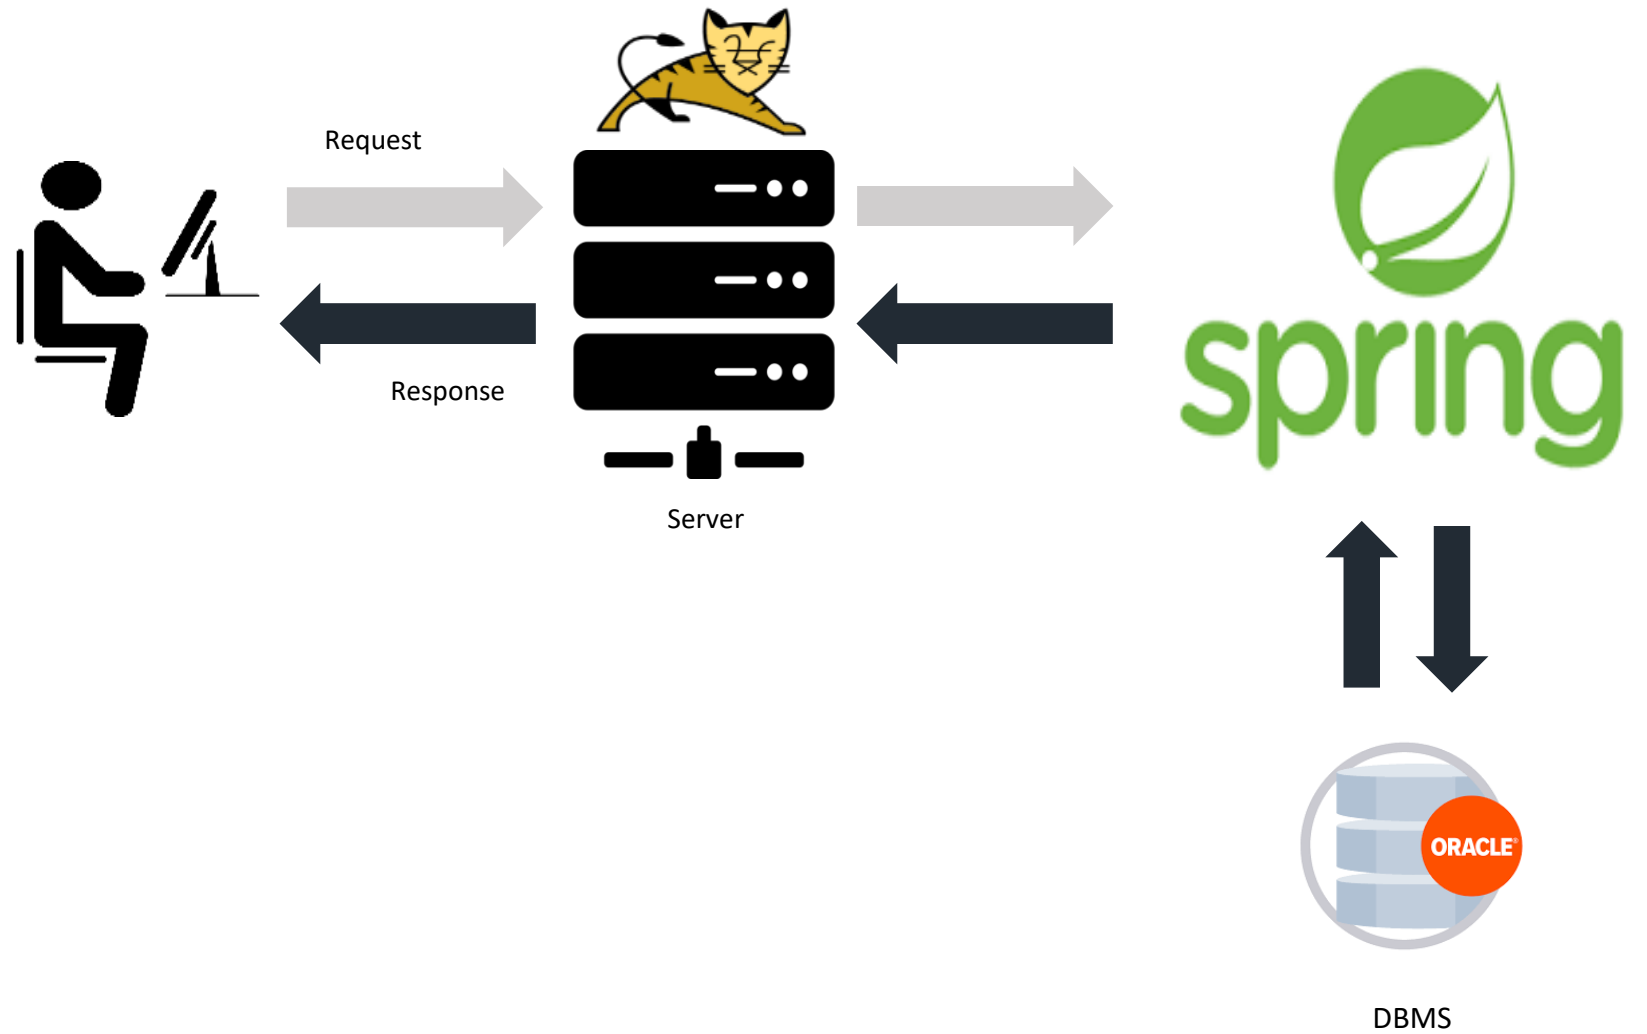 Request
Response
Server
spring
ORACLE®
DBMS